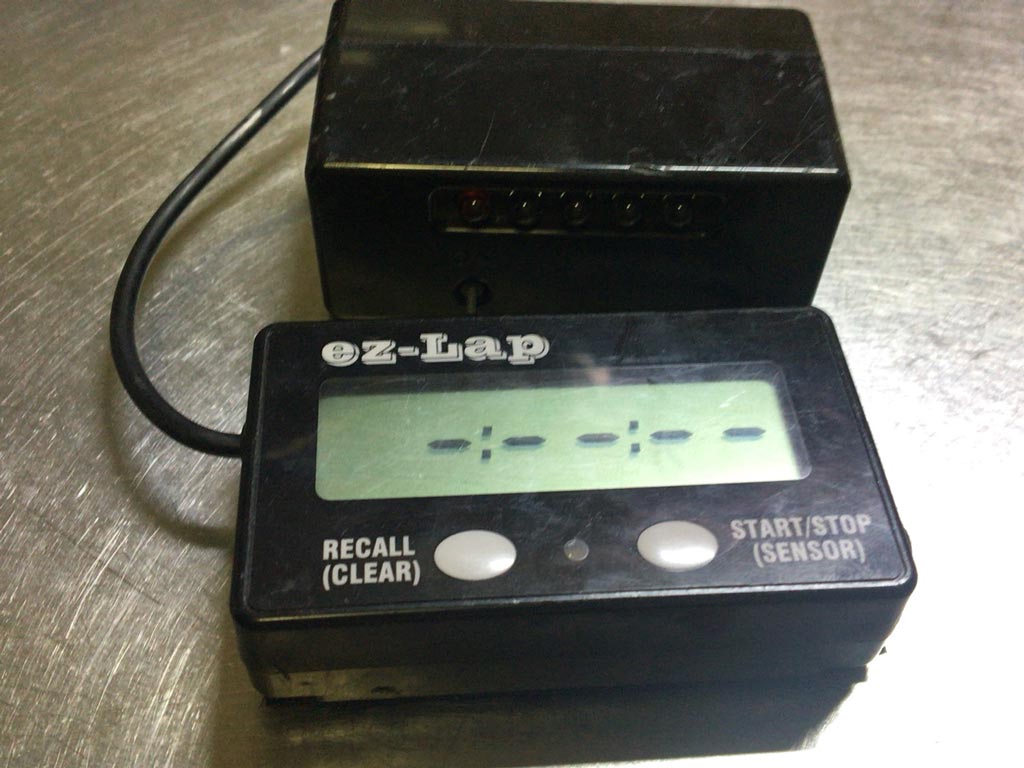 ez-Lap
-:- -:- -
RECALL
(CLEAR)
START/STOP
(SENSOR)